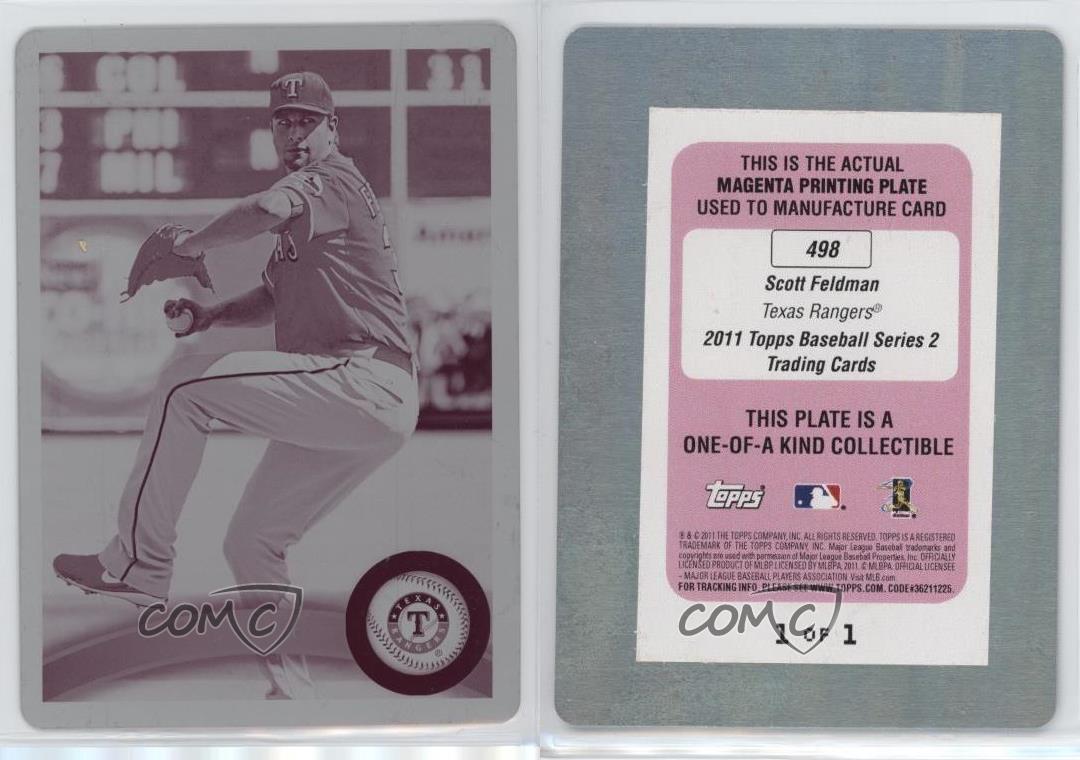 COL
31
PHI
MIL
T
TEXAS
T
RANGERS
®
COMC
THIS IS THE ACTUAL
MAGENTA PRINTING PLATE
USED TO MANUFACTURE CARD
498
Scott Feldman
Texas Rangers®
2011 Topps Baseball Series 2
Trading Cards
THIS PLATE IS A
ONE-OF-A KIND COLLECTIBLE
TOPPS
® & © 2011 THE TOPPS COMPANY, INC. ALL RIGHTS RESERVED. TOPPS IS A REGISTERED
TRADEMARK OF THE TOPPS COMPANY, INC. Major League Baseball trademarks and
copyrights are used with permission of Major League Baseball Properties, Inc. OFFICIALLY
LICENSED PRODUCT OF MLBP. LICENSED BY MLBPA, 2011. © MLBPA. OFFICIAL LICENSEE
- MAJOR LEAGUE BASEBALL PLAYERS ASSOCIATION. Visit MLB.com
FOR TRACKING INFO, PLEASE SEE WWW.TOPPS.COM. CODE#36211225.
COMC
1 OF 1